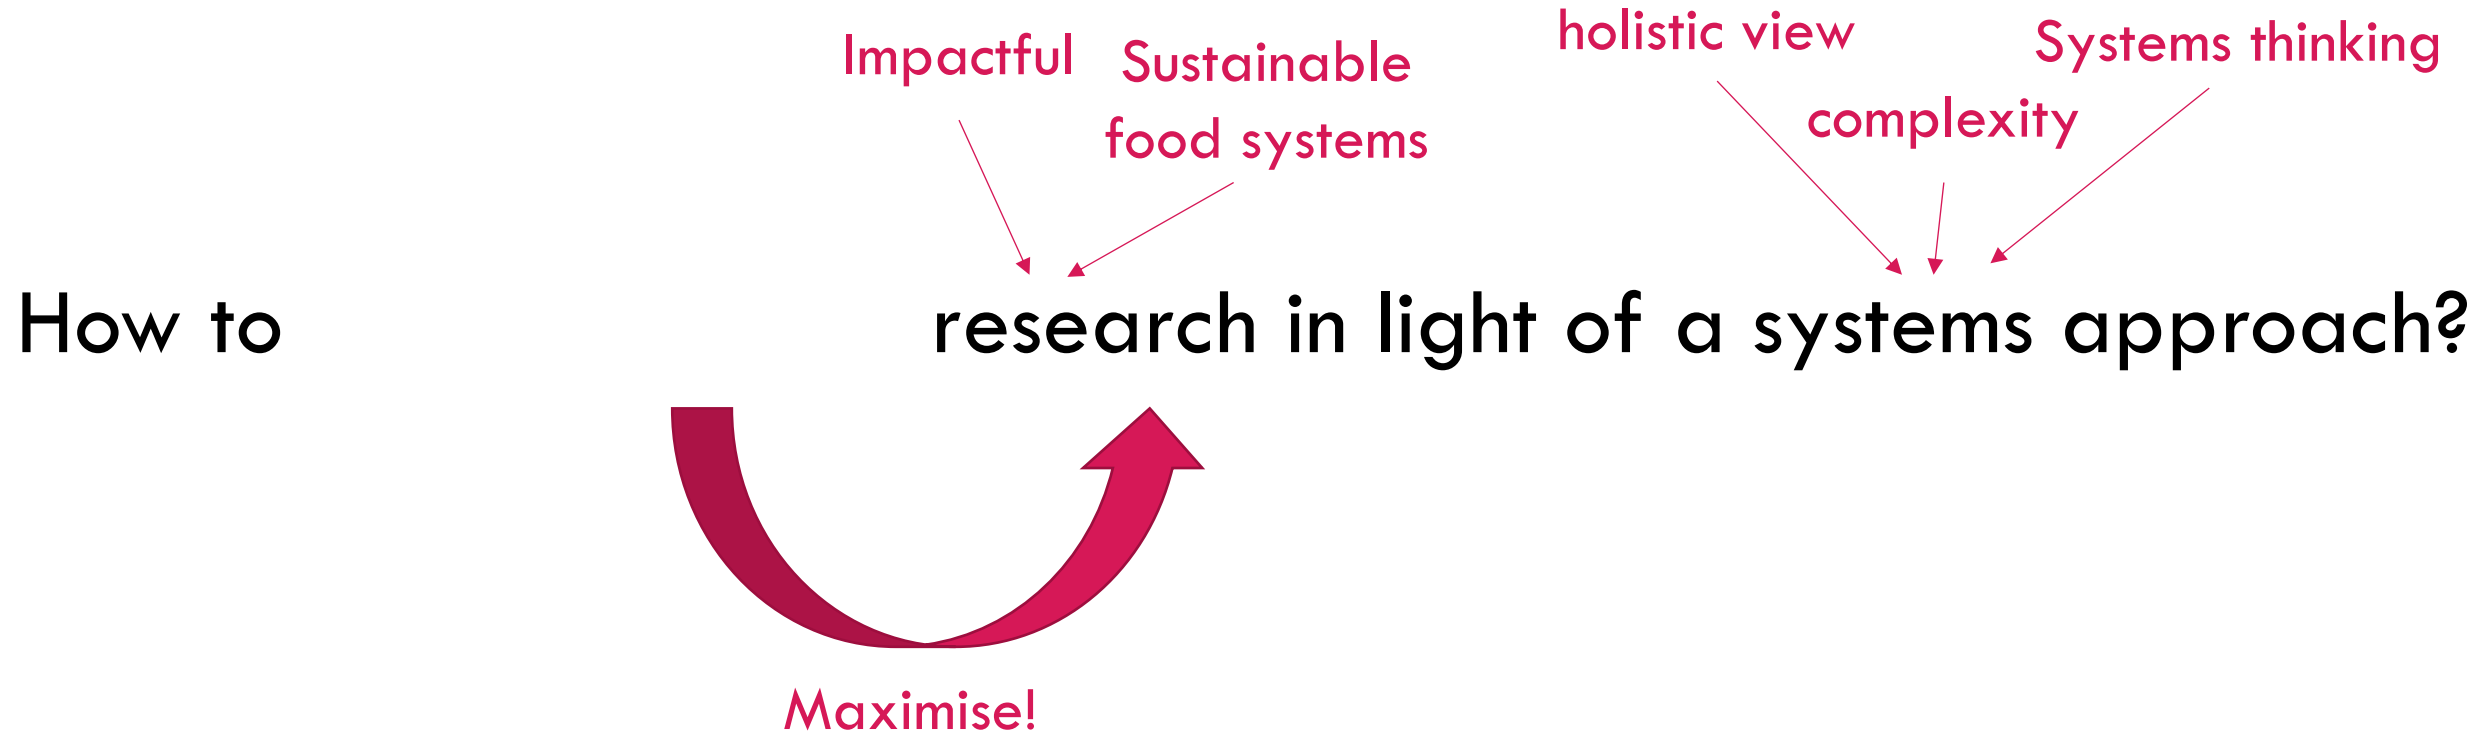 Impactful
Sustainable
food systems
holistic view
complexity
Systems thinking
How to research in light of a systems approach?
Maximise!